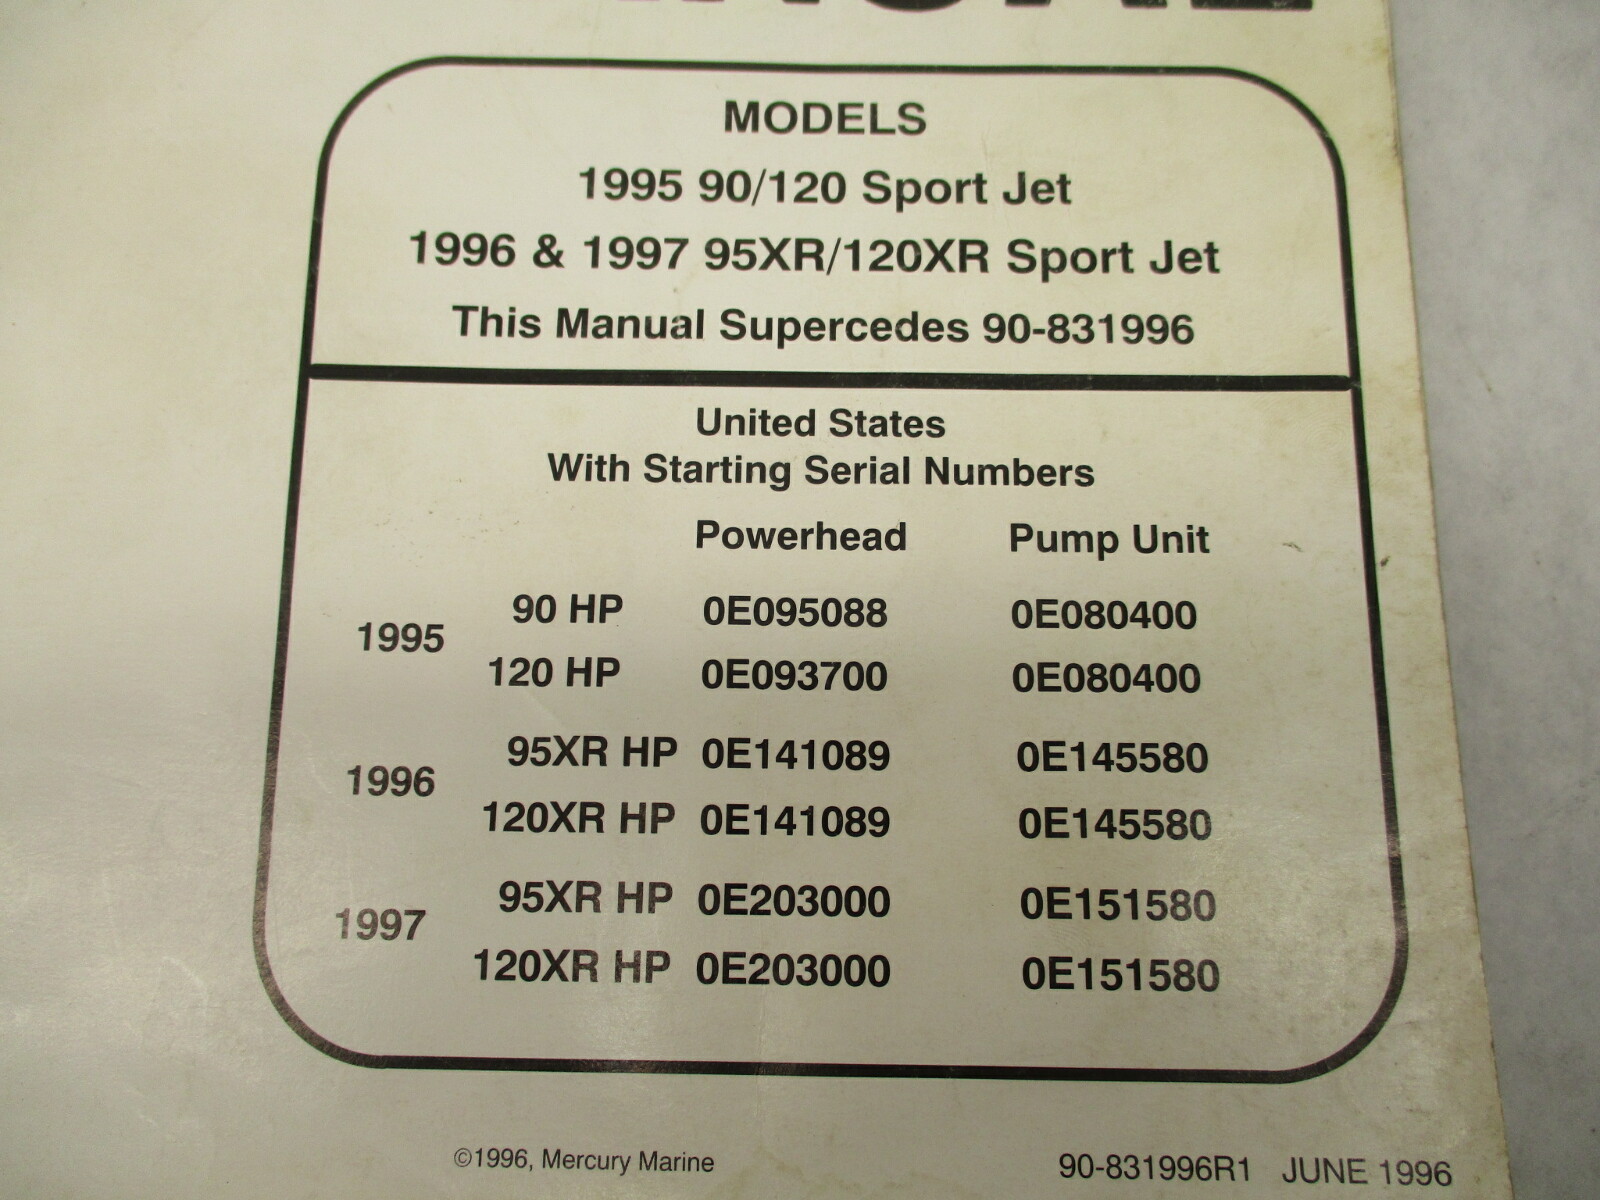 MODELS
1995 90/120 Sport Jet
1996 & 1997 95XR/120XR Sport Jet
This Manual Supercedes 90-831996
United States
With Starting Serial Numbers
Powerhead Pump Unit
1995
90 HP 0E095088 0E080400
120 HP 0E093700 0E080400
1996
95XR HP 0E141089 0E145580
120XR HP 0E141089 0E145580
1997
95XR HP 0E203000 0E151580
120XR HP 0E203000 0E151580
©1996, Mercury Marine
90-831996R1 JUNE 1996